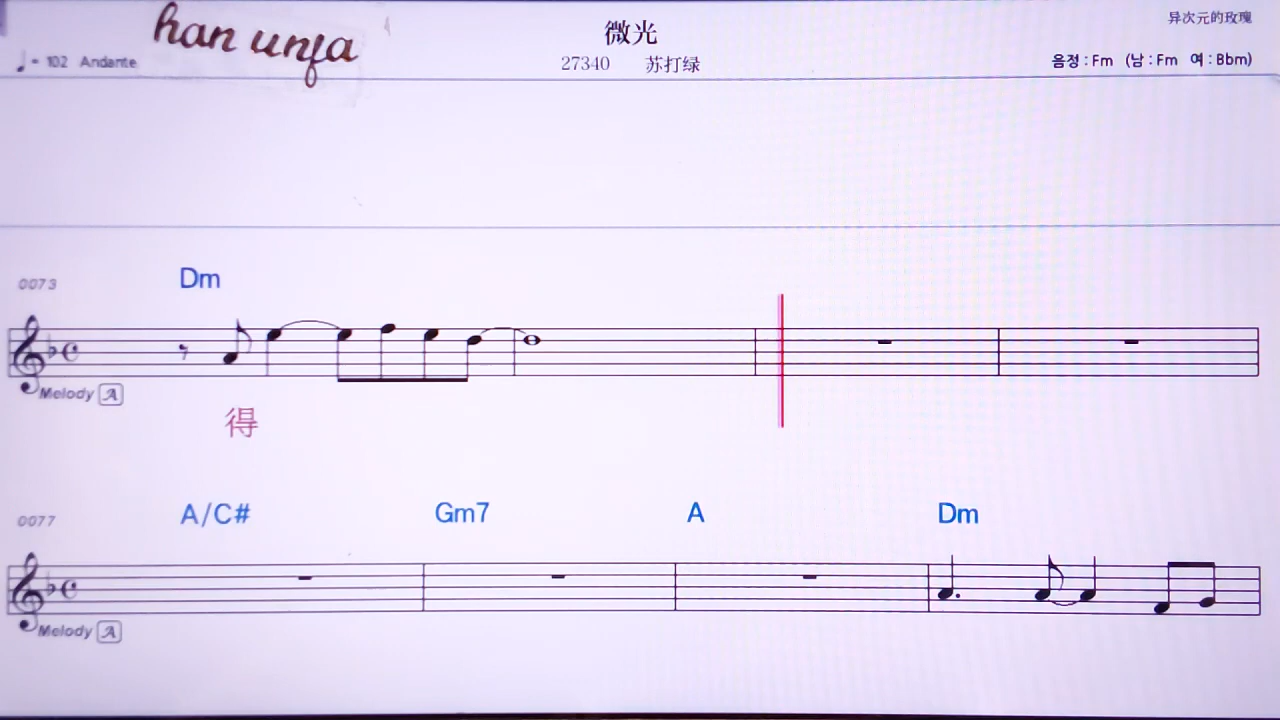 han unfa
微光
异次元的玫瑰
♩ = 102 Andante
27340 苏打绿
음정 : Fm (남 : Fm 여 : Bbm)
0073 Dm
Melody A
得
0077 A/C# Gm7 A Dm
Melody A